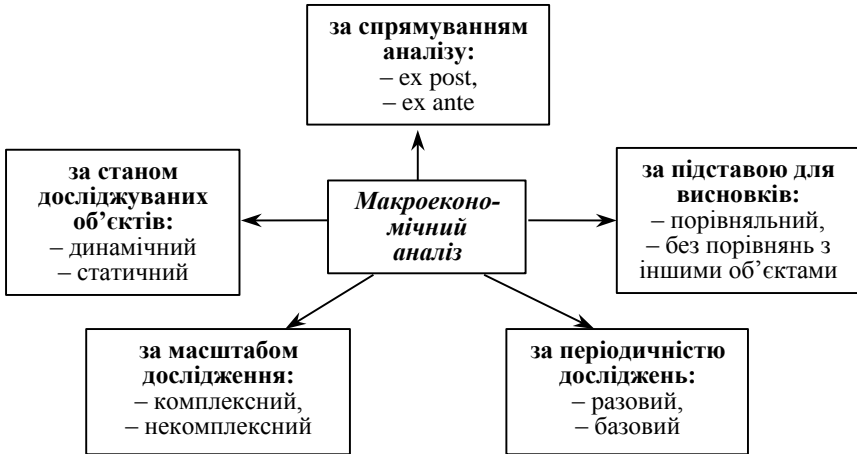 за спрямуванням
аналізу:
– ex post,
– ex ante
за станом
досліджуваних
об’єктів:
– динамічний
– статичний
Макроеконо-
мічний
аналіз
за підставою для
висновків:
– порівняльний,
– без порівнянь з
іншими об’єктами
за масштабом
дослідження:
– комплексний,
– некомплексний
за періодичністю
досліджень:
– разовий,
– базовий